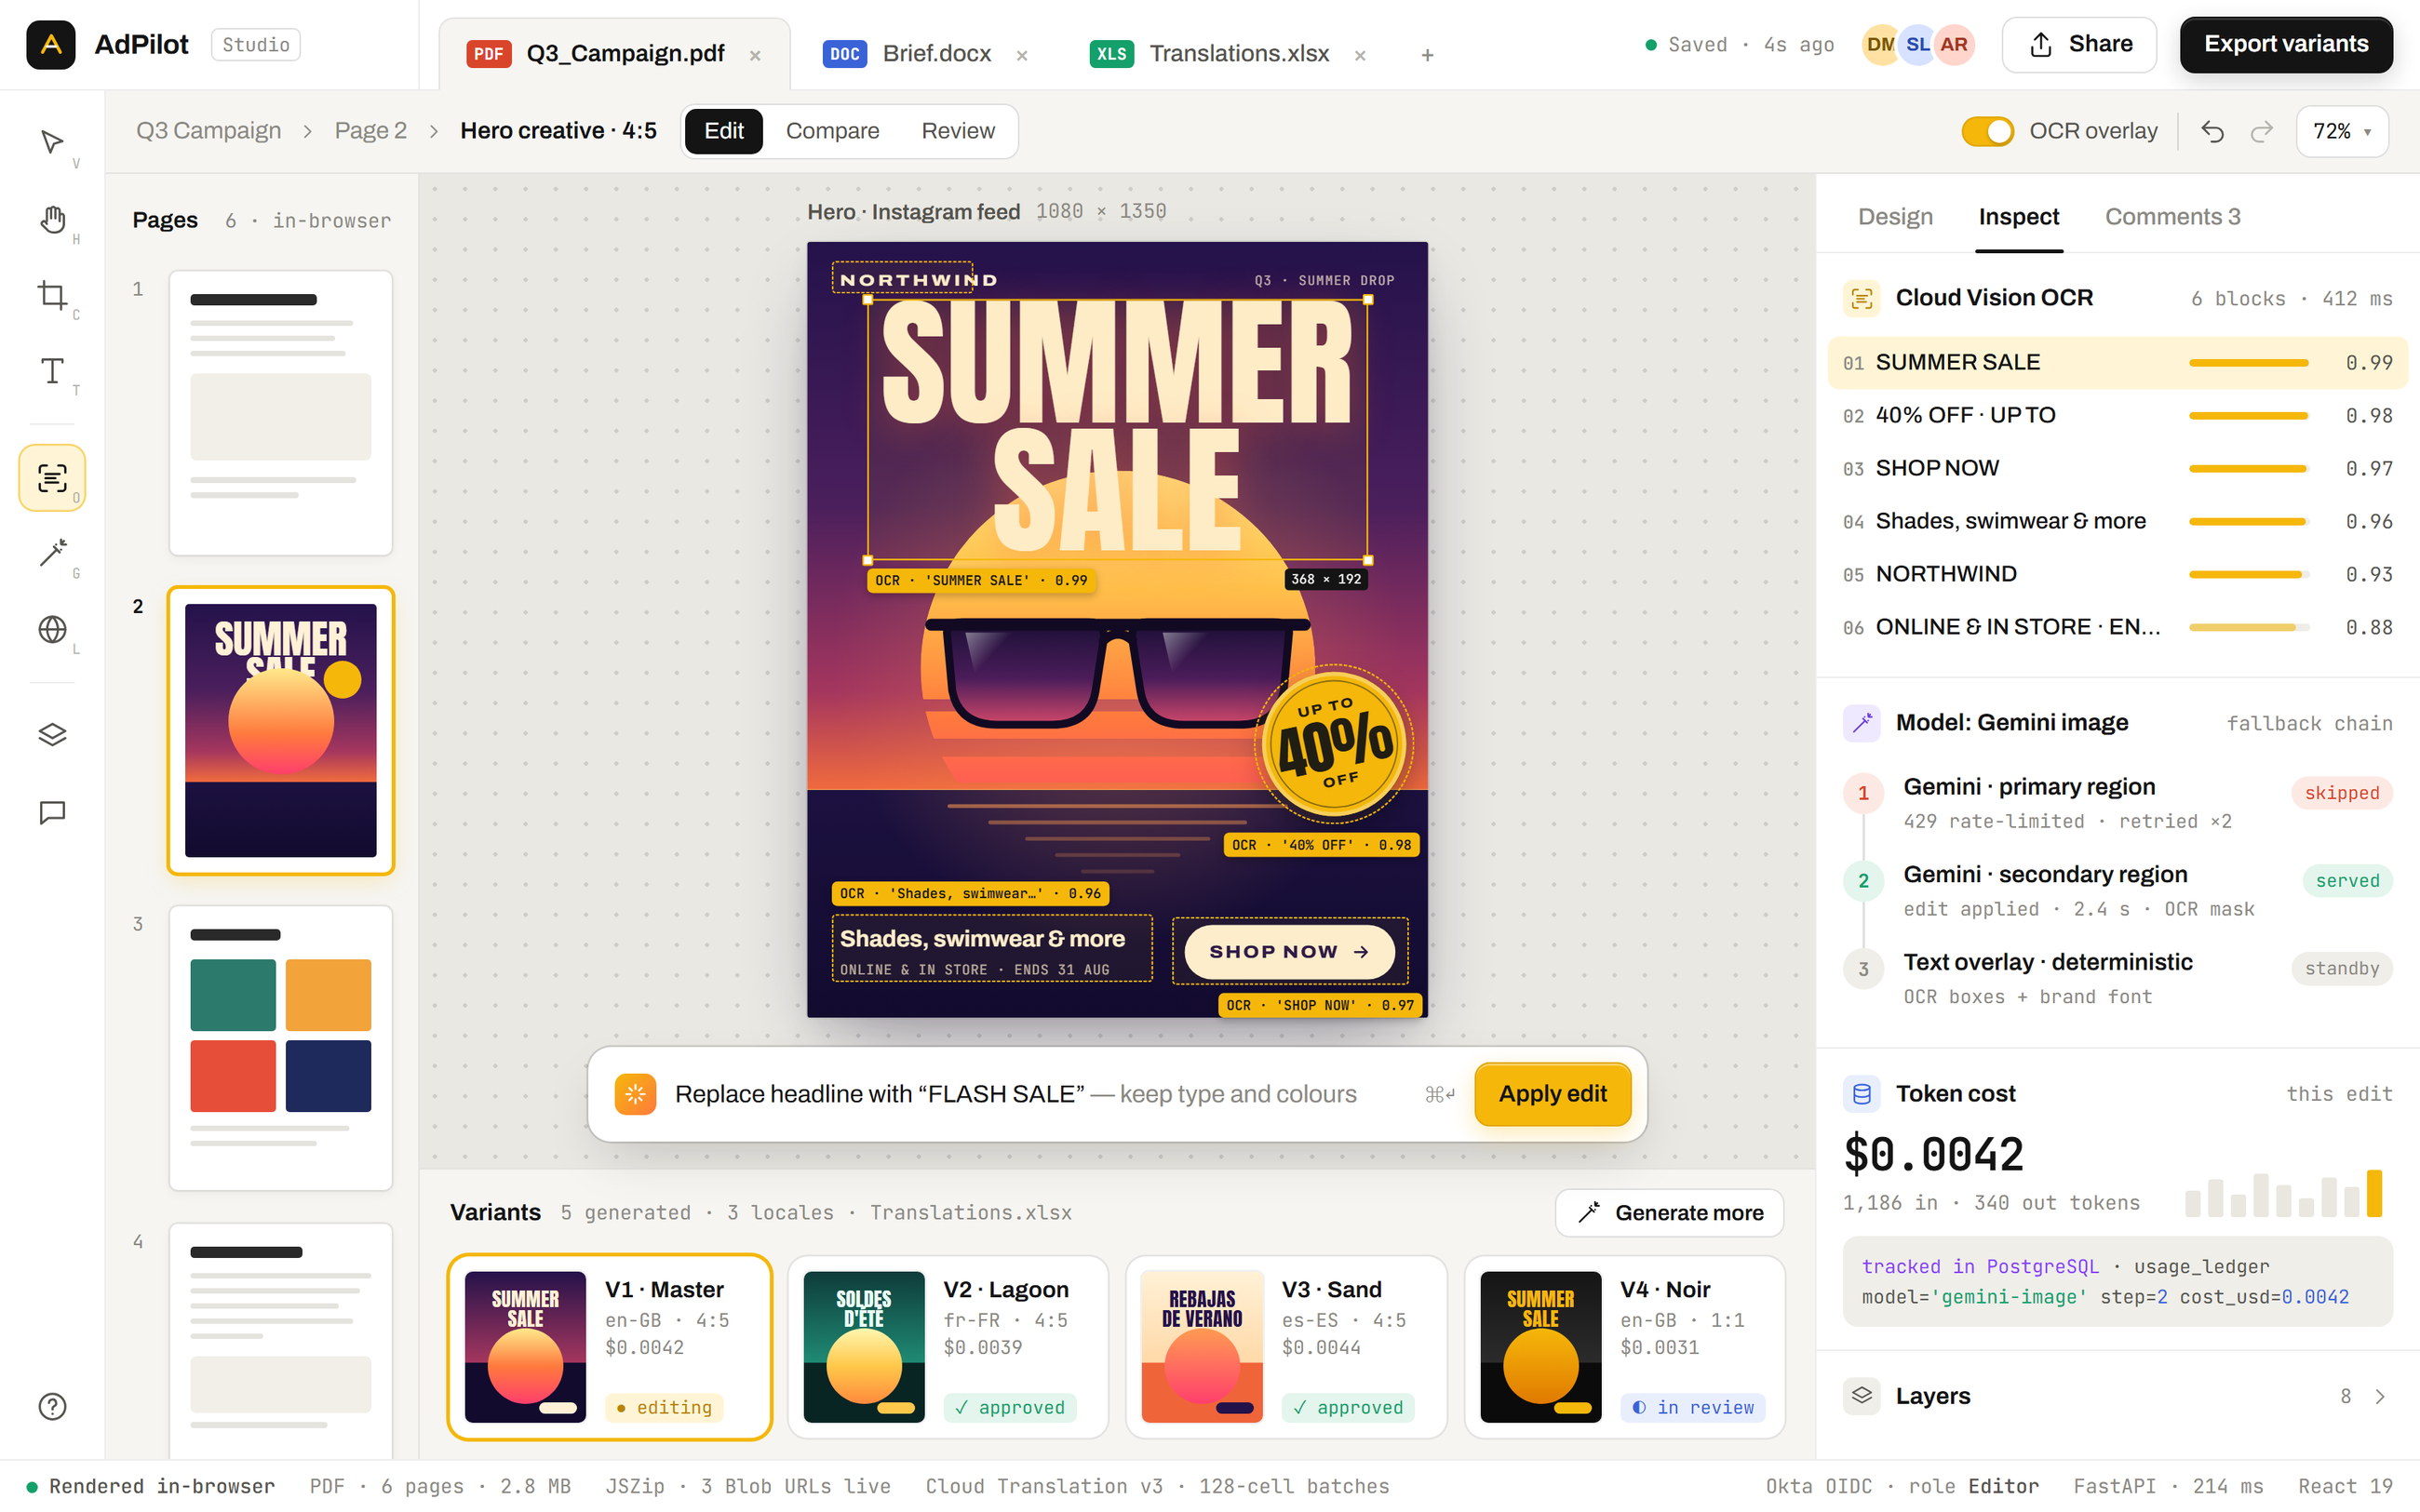 AdPilot
Studio
PDF Q3_Campaign.pdf ×
DOC Brief.docx ×
XLS Translations.xlsx ×
+
Saved · 4s ago
DM
SL
AR
Share
Export variants
Q3 Campaign > Page 2 > Hero creative · 4:5
Edit
Compare
Review
OCR overlay
72% ▾
V
H
C
T
O
G
L
Pages
6 · in-browser
1
2
SUMMER
SALE
3
4
Hero · Instagram feed 1080 × 1350
NORTHWIND
Q3 · SUMMER DROP
SUMMER
SALE
OCR · 'SUMMER SALE' · 0.99
368 × 192
UP TO
40%
OFF
OCR · '40% OFF' · 0.98
OCR · 'Shades, swimwear…' · 0.96
Shades, swimwear & more
ONLINE & IN STORE · ENDS 31 AUG
SHOP NOW →
OCR · 'SHOP NOW' · 0.97
Replace headline with “FLASH SALE” — keep type and colours
⌘↵
Apply edit
Variants 5 generated · 3 locales · Translations.xlsx
Generate more
SUMMER
SALE
V1 · Master
en-GB · 4:5
$0.0042
● editing
SOLDES
D'ÉTÉ
V2 · Lagoon
fr-FR · 4:5
$0.0039
✓ approved
REBAJAS
DE VERANO
V3 · Sand
es-ES · 4:5
$0.0044
✓ approved
SUMMER
SALE
V4 · Noir
en-GB · 1:1
$0.0031
◐ in review
Design
Inspect
Comments 3
Cloud Vision OCR 6 blocks · 412 ms
01 SUMMER SALE 0.99
02 40% OFF · UP TO 0.98
03 SHOP NOW 0.97
04 Shades, swimwear & more 0.96
05 NORTHWIND 0.93
06 ONLINE & IN STORE · EN… 0.88
Model: Gemini image fallback chain
1 Gemini · primary region skipped
429 rate-limited · retried ×2
2 Gemini · secondary region served
edit applied · 2.4 s · OCR mask
3 Text overlay · deterministic standby
OCR boxes + brand font
Token cost this edit
$0.0042
1,186 in · 340 out tokens
tracked in PostgreSQL · usage_ledger
model='gemini-image' step=2 cost_usd=0.0042
Layers 8 >
Rendered in-browser PDF · 6 pages · 2.8 MB JSZip · 3 Blob URLs live Cloud Translation v3 · 128-cell batches Okta OIDC · role Editor FastAPI · 214 ms React 19